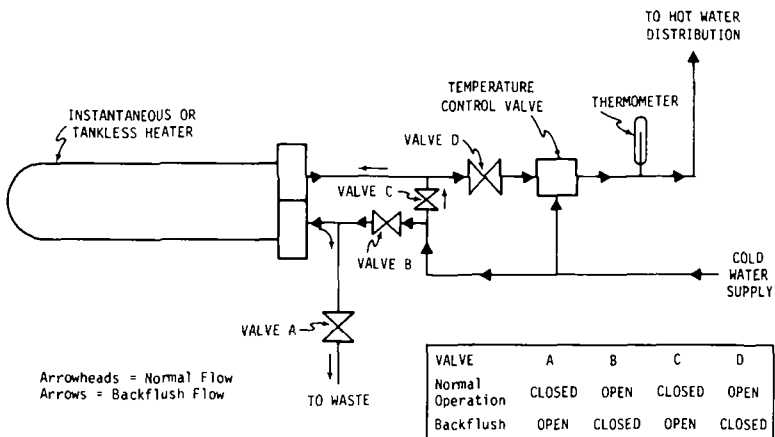 TO HOT WATER
DISTRIBUTION
TEMPERATURE
CONTROL VALVE
THERMOMETER
INSTANTANEOUS OR
TANKLESS HEATER
VALVE D
VALVE C
VALVE B
COLD
WATER
SUPPLY
VALVE A
TO WASTE
Arrowheads = Normal Flow
Arrows = Backflush Flow
VALVE A B C D
Normal
Operation CLOSED OPEN CLOSED OPEN
Backflush OPEN CLOSED OPEN CLOSED